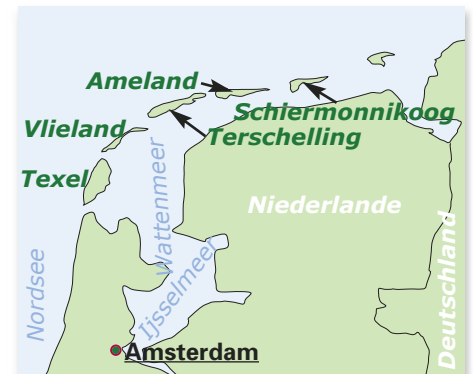 Ameland
Schiermonnikoog
Vlieland
Terschelling
Texel
Niederlande
Wattenmeer
Nordsee
Ijsselmeer
Deutschland
Amsterdam